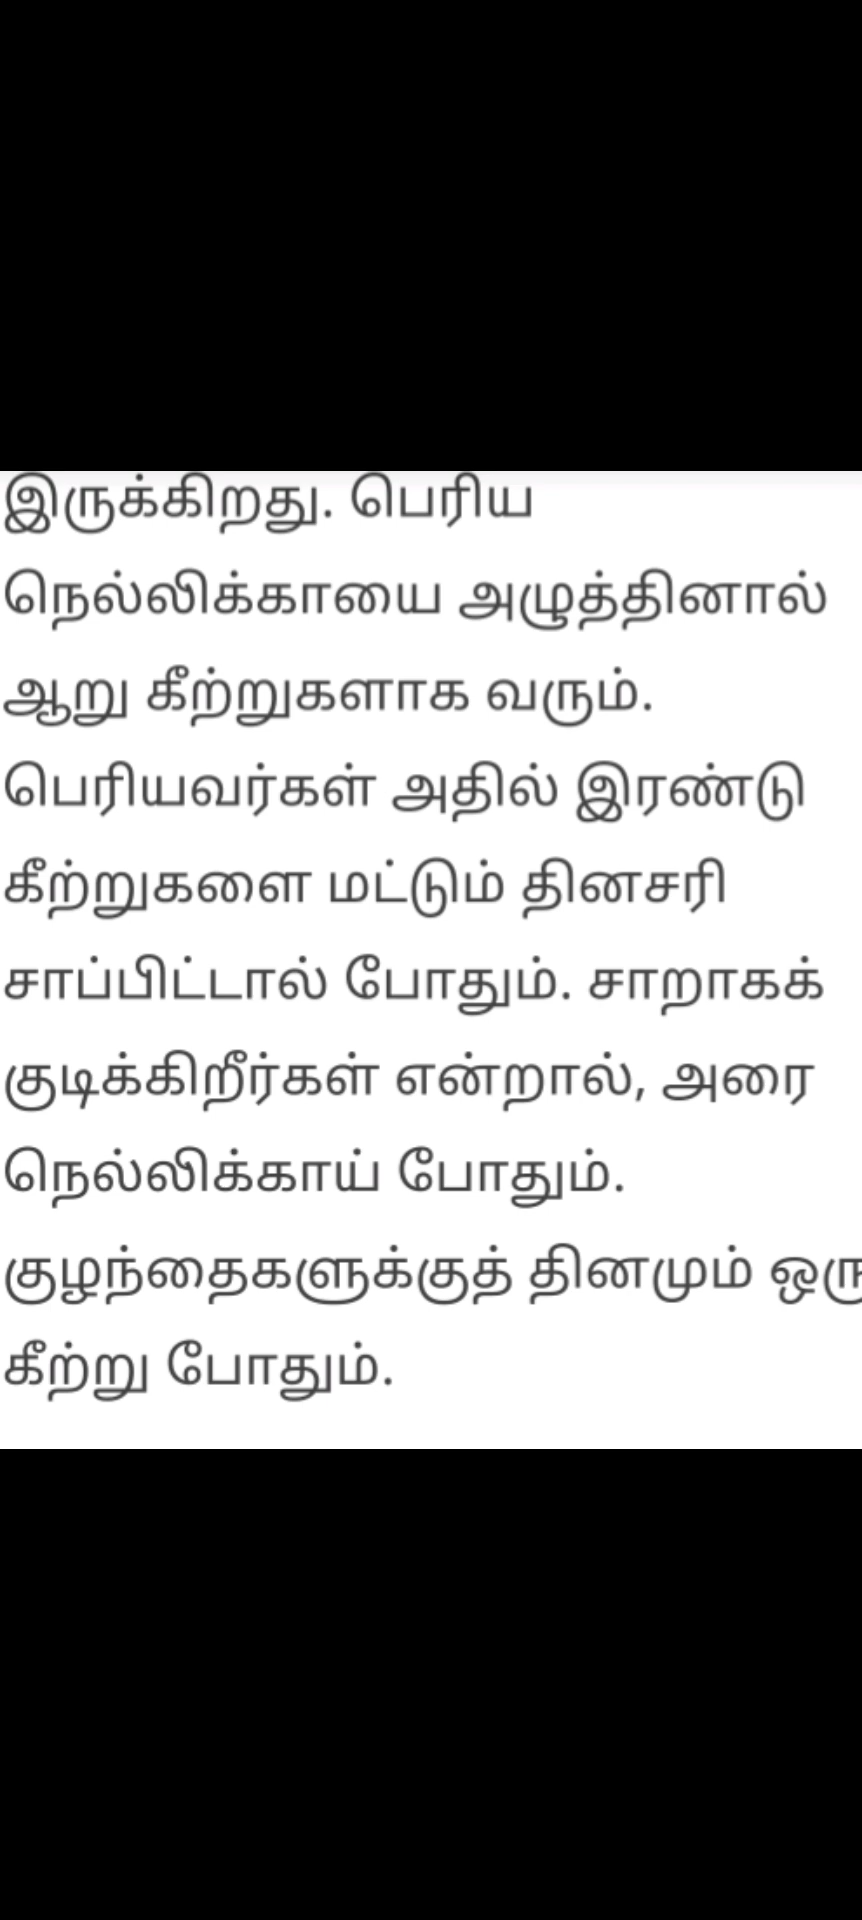 இருக்கிறது. பெரிய
நெல்லிக்காயை அழுத்தினால்
ஆறு கீற்றுகளாக வரும்.
பெரியவர்கள் அதில் இரண்டு
கீற்றுகளை மட்டும் தினசரி
சாப்பிட்டால் போதும். சாறாகக்
குடிக்கிறீர்கள் என்றால், அரை
நெல்லிக்காய் போதும்.
குழந்தைகளுக்குத் தினமும் ஒரு
கீற்று போதும்.